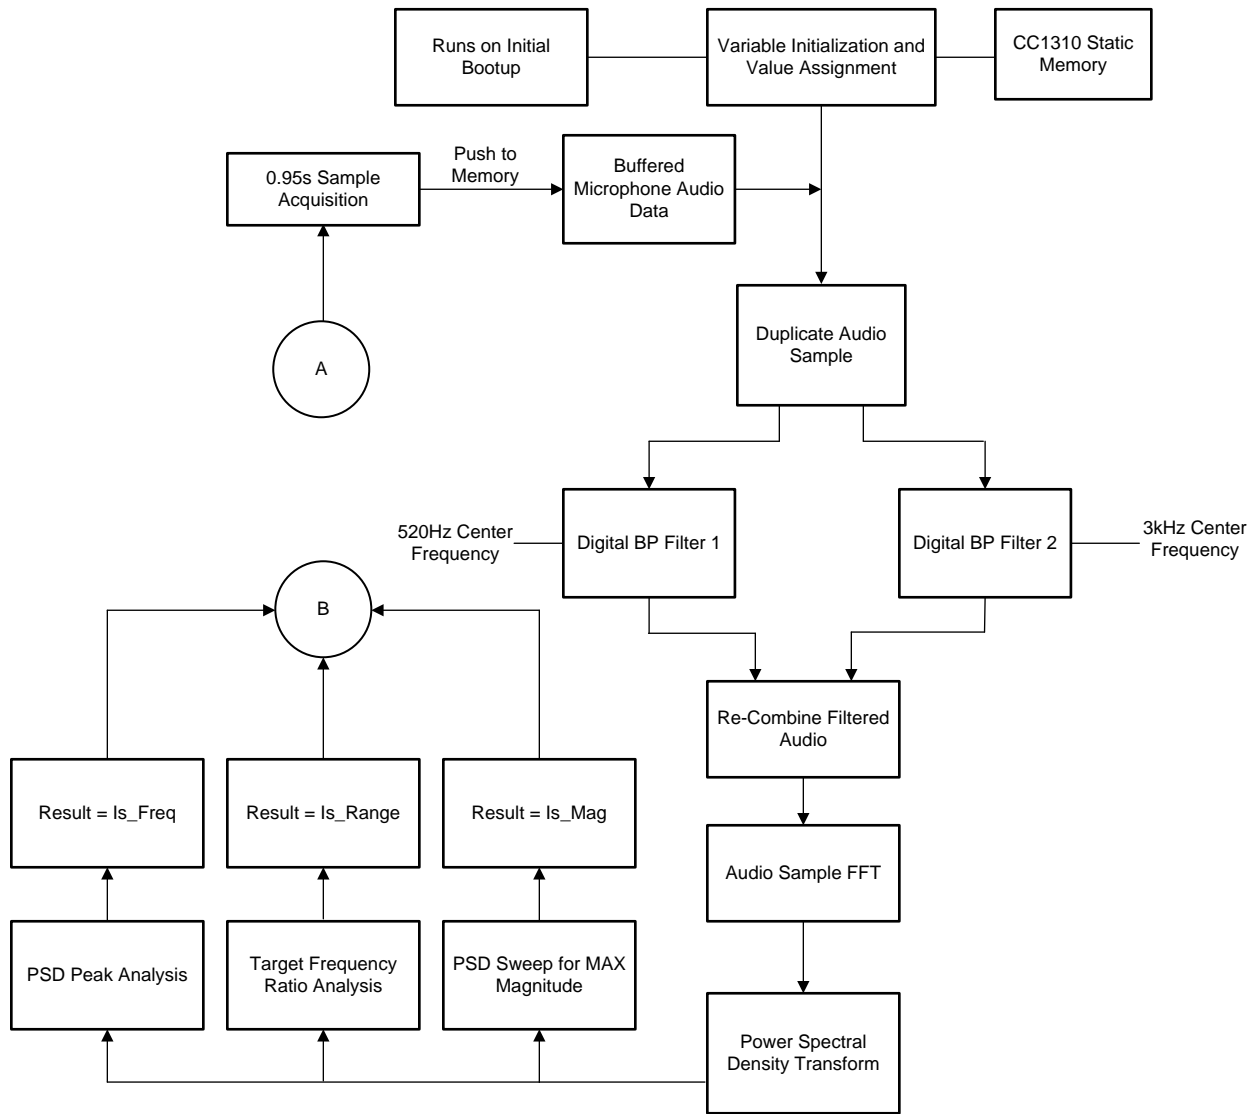 Runs on Initial
Bootup
Variable Initialization and
Value Assignment
CC1310 Static
Memory
0.95s Sample
Acquisition
Push to
Memory
Buffered
Microphone Audio
Data
A
Duplicate Audio
Sample
520Hz Center
Frequency
Digital BP Filter 1
Digital BP Filter 2
3kHz Center
Frequency
B
Re-Combine Filtered
Audio
Result = Is_Freq
Result = Is_Range
Result = Is_Mag
Audio Sample FFT
PSD Peak Analysis
Target Frequency
Ratio Analysis
PSD Sweep for MAX
Magnitude
Power Spectral
Density Transform